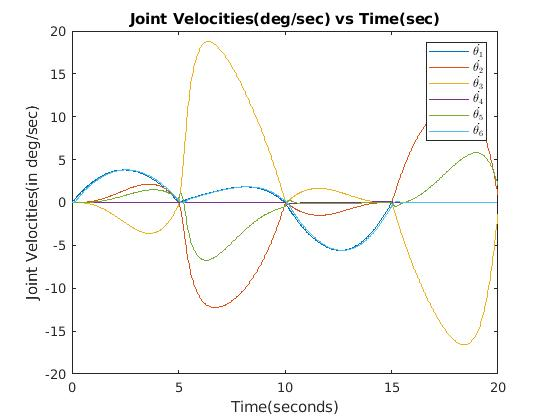 Joint Velocities(deg/sec) vs Time(sec)
20
15
10
5
0
-5
-10
-15
-20
Joint Velocities(in deg/sec)
θ̇₁
θ̇₂
θ̇₃
θ̇₄
θ̇₅
θ̇₆
0
5
10
15
20
Time(seconds)